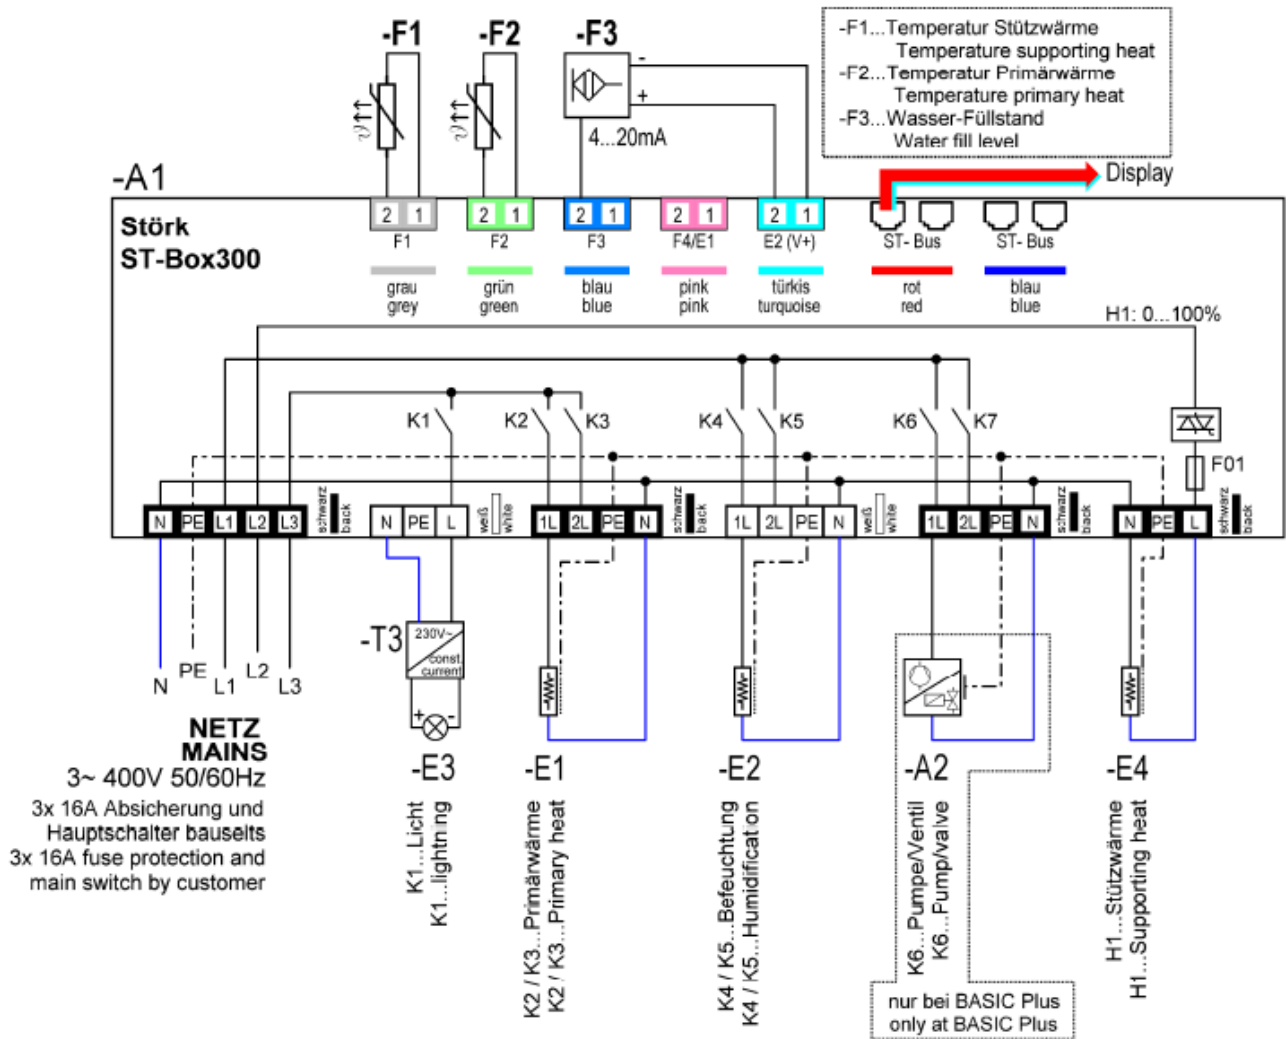 -F1
-F2
-F3
-F1...Temperatur Stützwärme
Temperature supporting heat
-F2...Temperatur Primärwärme
Temperature primary heat
-F3...Wasser-Füllstand
Water fill level
ϑ↑↑
ϑ↑↑
-
+
4...20mA
Display
-A1
Störk
ST-Box300
2 1
2 1
2 1
2 1
2 1
F1
F2
F3
F4/E1
E2 (V+)
ST- Bus
ST- Bus
grau
grey
grün
green
blau
blue
pink
pink
türkis
turquoise
rot
red
blau
blue
H1: 0...100%
K1
K2
K3
K4
K5
K6
K7
F01
N PE L1 L2 L3
schwarz
back
N PE L
weiß
white
1L 2L PE N
schwarz
back
1L 2L PE N
weiß
white
1L 2L PE N
schwarz
back
N PE L
schwarz
back
N
PE
L1
L2
L3
NETZ
MAINS
3~ 400V 50/60Hz
3x 16A Absicherung und
Hauptschalter bauseits
3x 16A fuse protection and
main switch by customer
-T3
230V~
const.
current
+
-
-E3
K1...Licht
K1...lightning
-E1
K2 / K3...Primärwärme
K2 / K3...Primary heat
-E2
K4 / K5...Befeuchtung
K4 / K5...Humidification
-A2
K6...Pumpe/Ventil
K6...Pump/valve
nur bei BASIC Plus
only at BASIC Plus
-E4
H1...Stützwärme
H1...Supporting heat